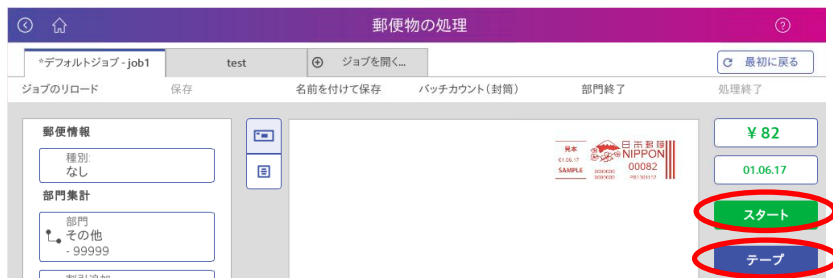 郵便物の処理
*デフォルトジョブ - job1
test
ジョブを開く...
最初に戻る
ジョブのリロード
保存
名前を付けて保存
バッチカウント(封筒)
部門終了
処理終了
郵便情報
種別:
なし
部門集計
部門
その他
- 99999
見本
01.06.17
SAMPLE
日本郵便
NIPPON
00082
¥ 82
01.06.17
スタート
テープ